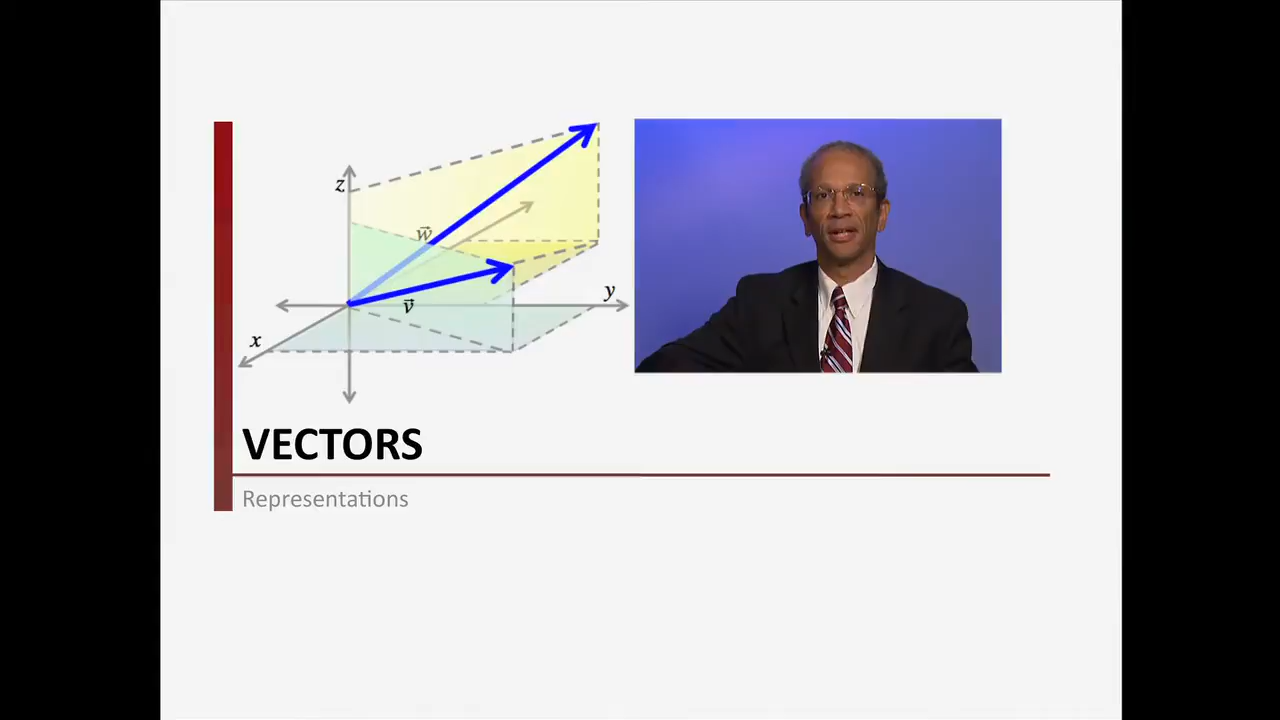 z
w⃗
y
v⃗
x
VECTORS
Representations